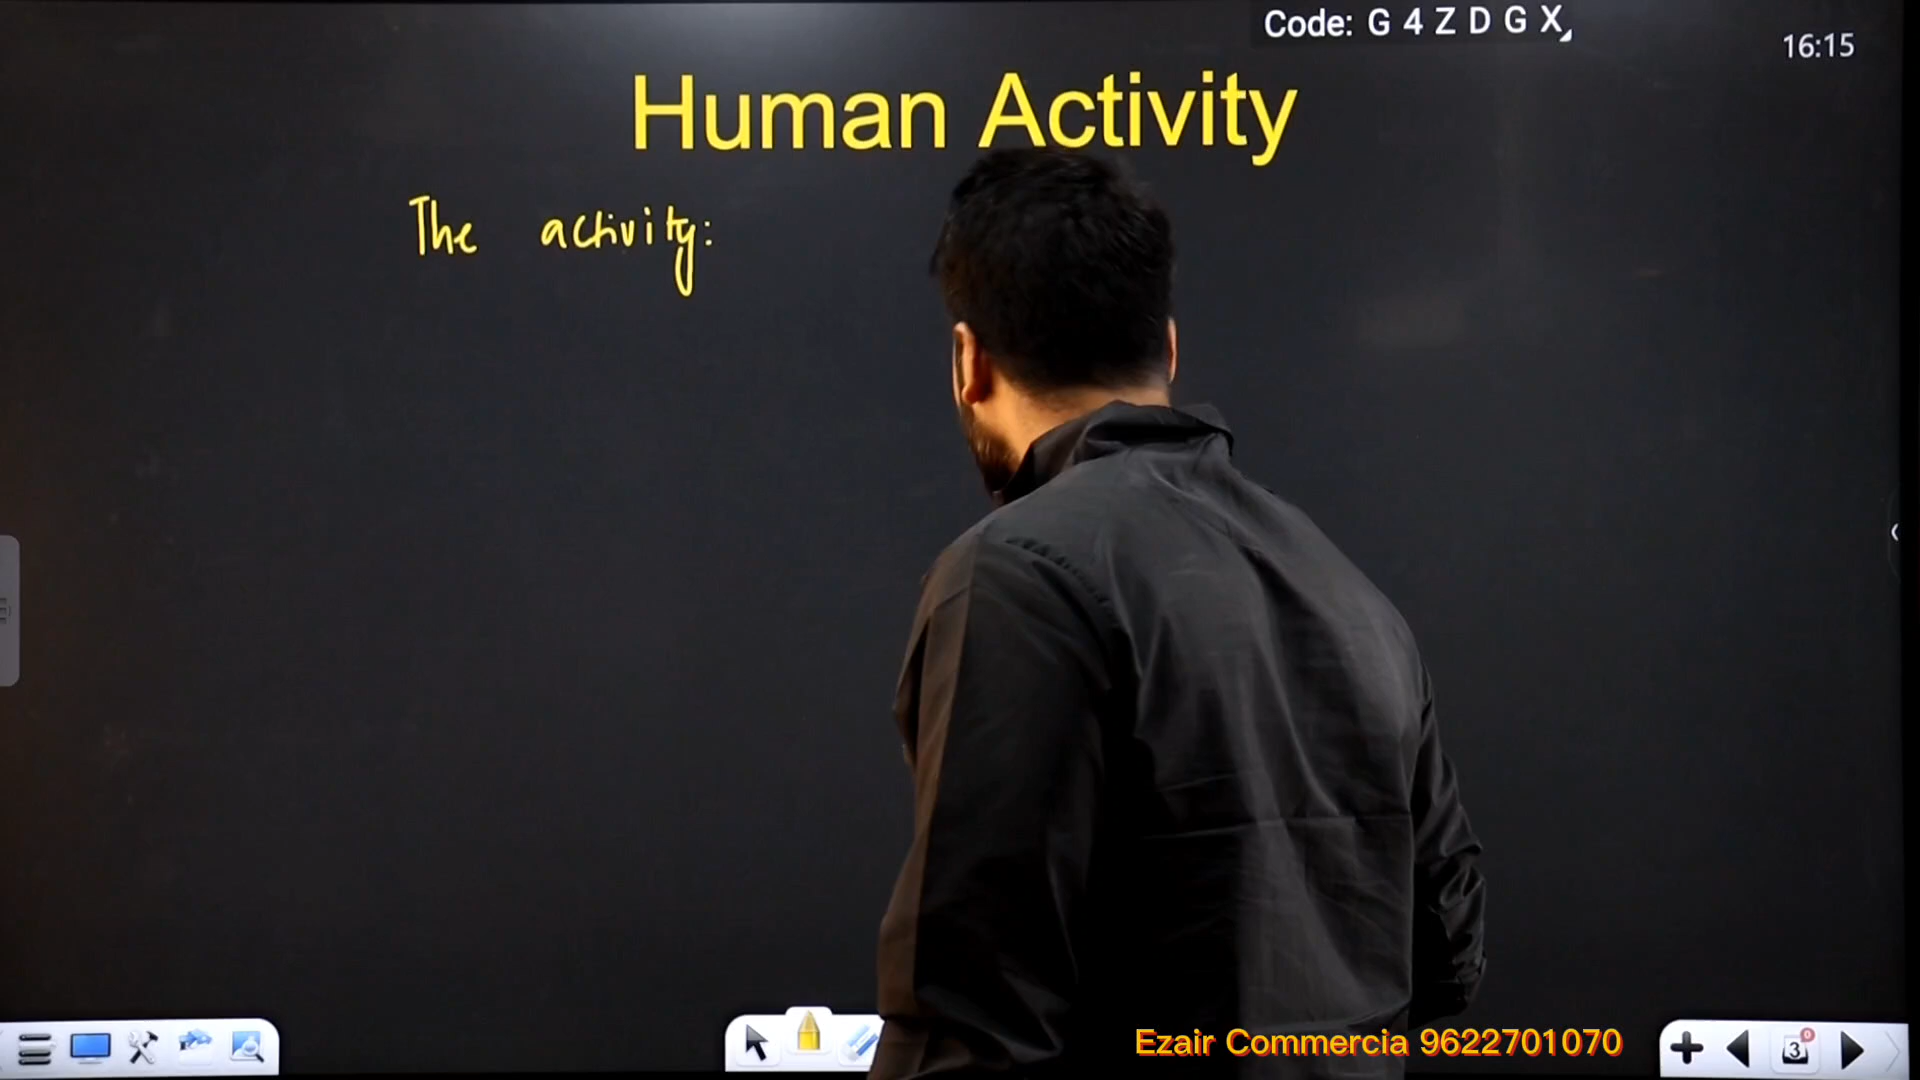 Code: G 4 Z D G X
16:15
Human Activity
The activity:
Ezair Commercia 9622701070
3